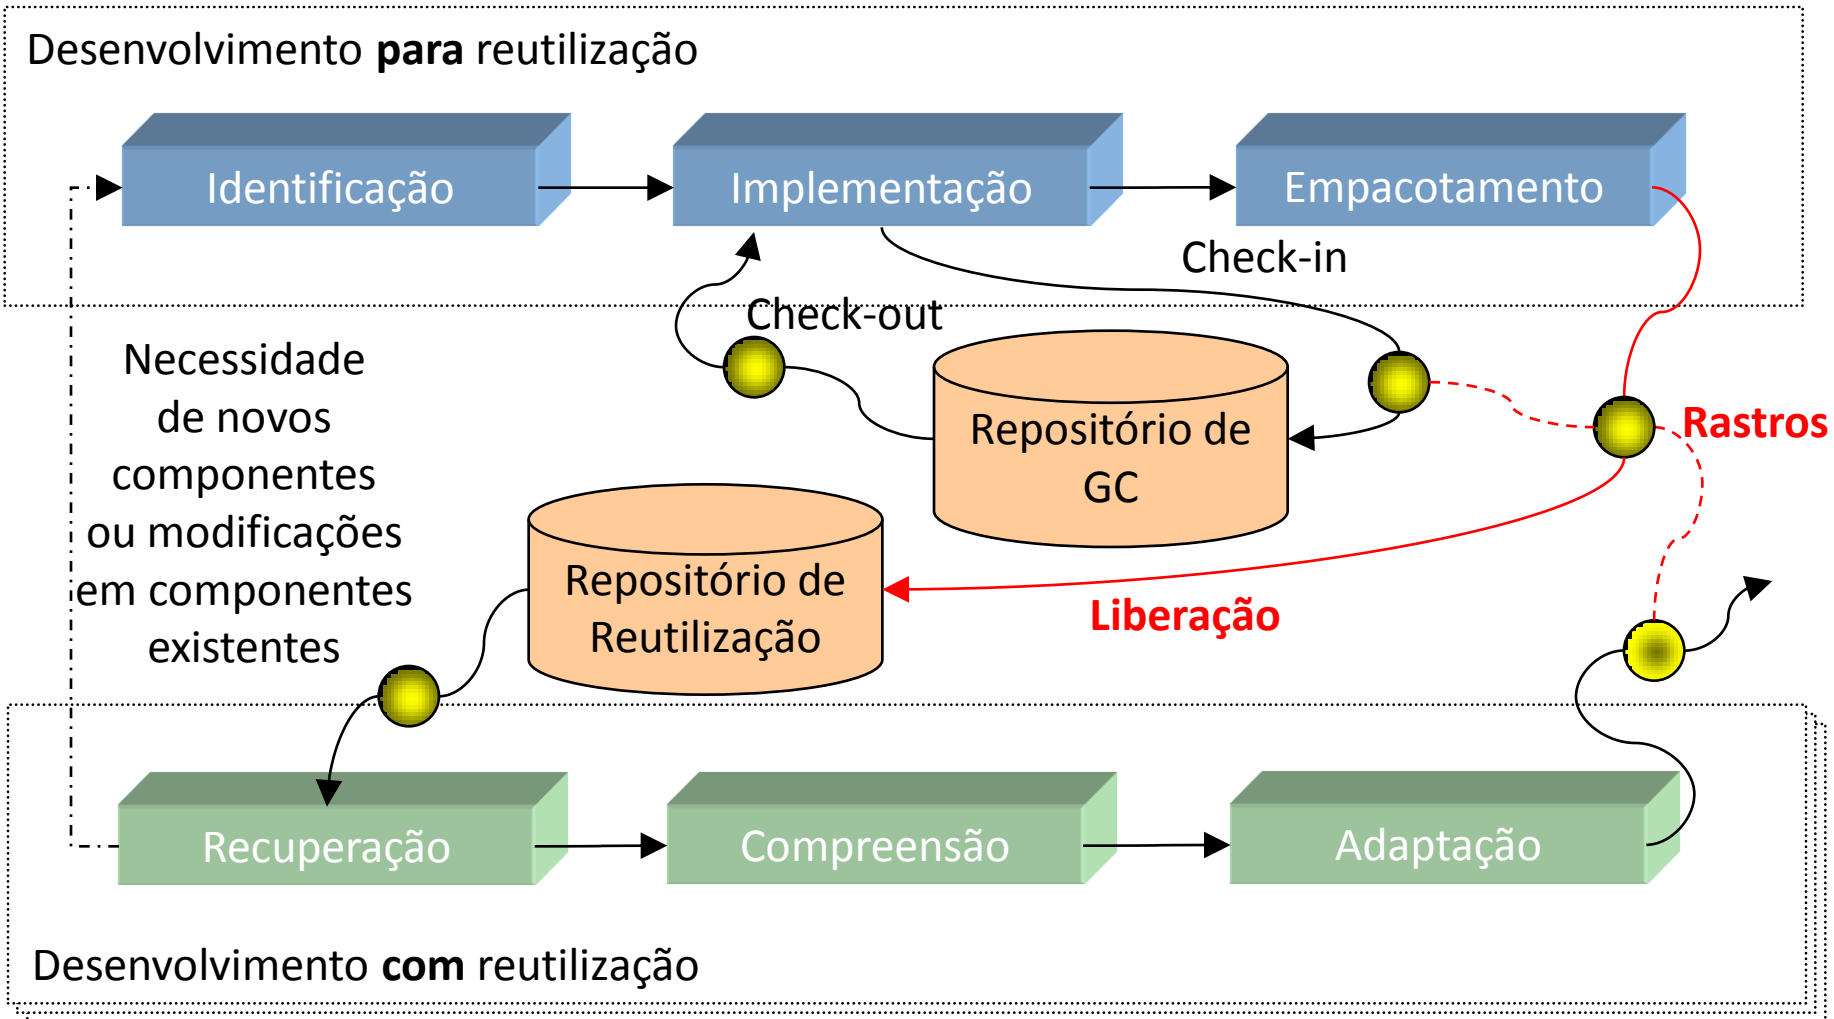 Desenvolvimento para reutilização
Identificação
Implementação
Empacotamento
Check-in
Check-out
Necessidade
de novos
componentes
ou modificações
em componentes
existentes
Repositório de
GC
Rastros
Repositório de
Reutilização
Liberação
Recuperação
Compreensão
Adaptação
Desenvolvimento com reutilização